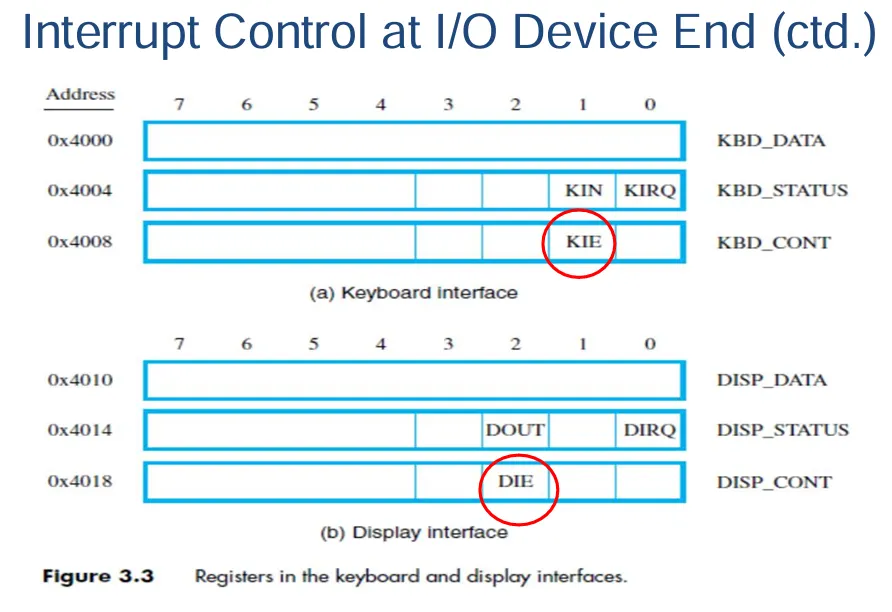 Interrupt Control at I/O Device End (ctd.)
Address 7 6 5 4 3 2 1 0
0x4000 KBD_DATA
0x4004 KIN KIRQ KBD_STATUS
0x4008 KIE KBD_CONT
(a) Keyboard interface
7 6 5 4 3 2 1 0
0x4010 DISP_DATA
0x4014 DOUT DIRQ DISP_STATUS
0x4018 DIE DISP_CONT
(b) Display interface
Figure 3.3 Registers in the keyboard and display interfaces.